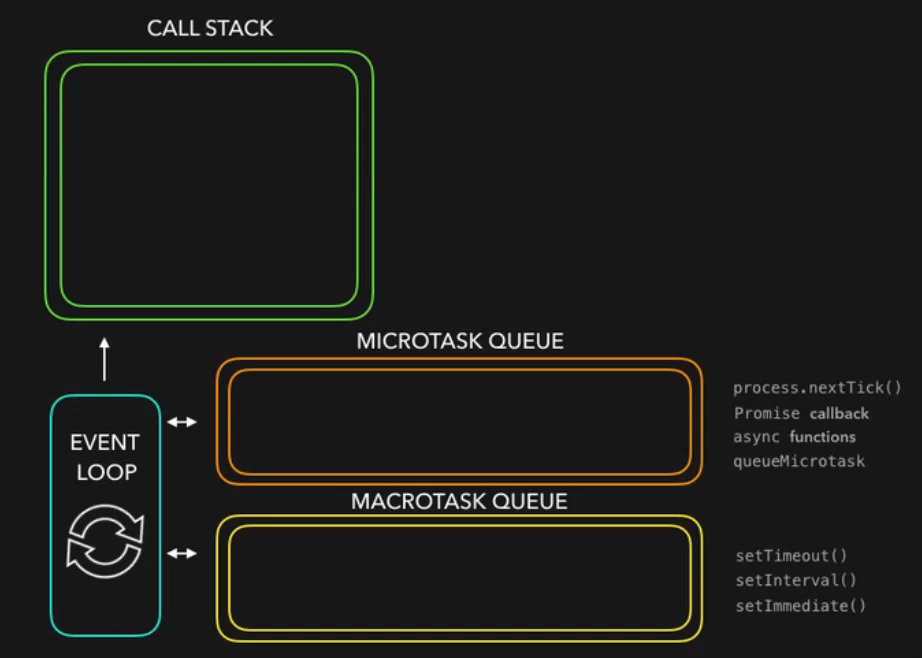 CALL STACK
MICROTASK QUEUE
process.nextTick()
Promise callback
async functions
queueMicrotask
EVENT
LOOP
MACROTASK QUEUE
setTimeout()
setInterval()
setImmediate()